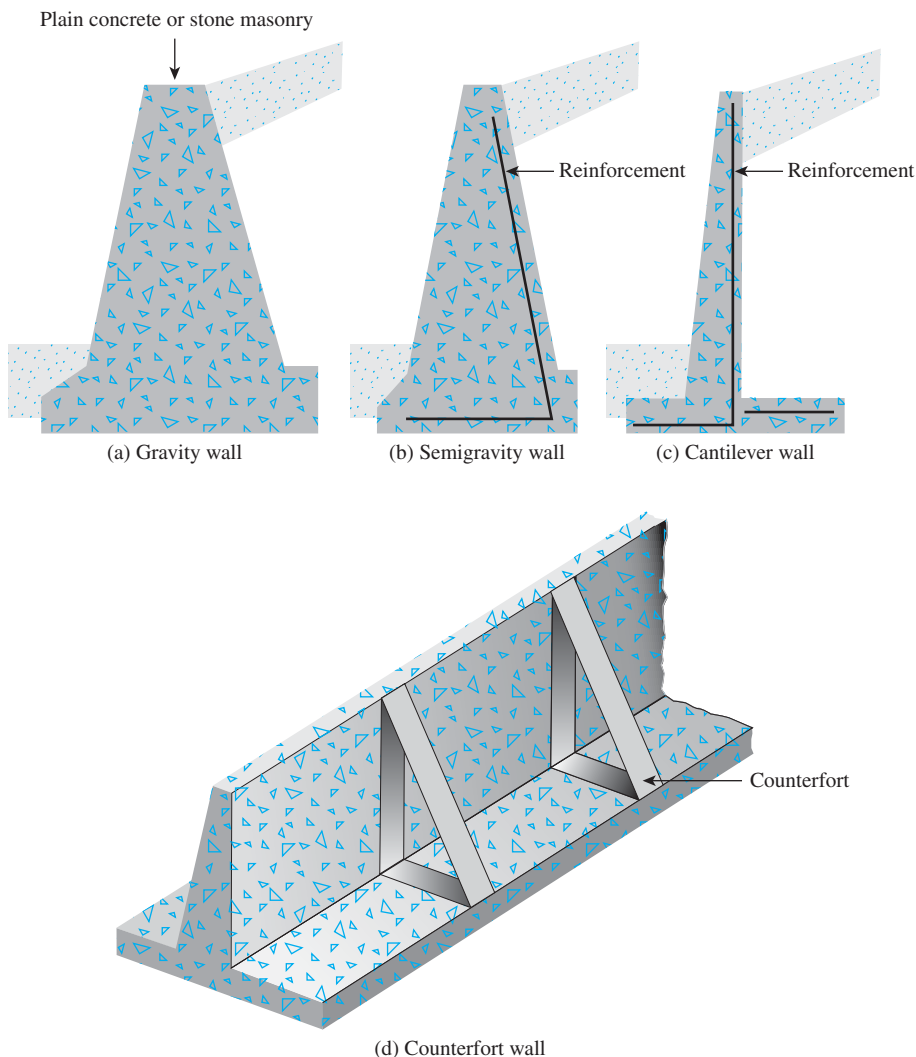 Plain concrete or stone masonry
Reinforcement
Reinforcement
(a) Gravity wall
(b) Semigravity wall
(c) Cantilever wall
Counterfort
(d) Counterfort wall